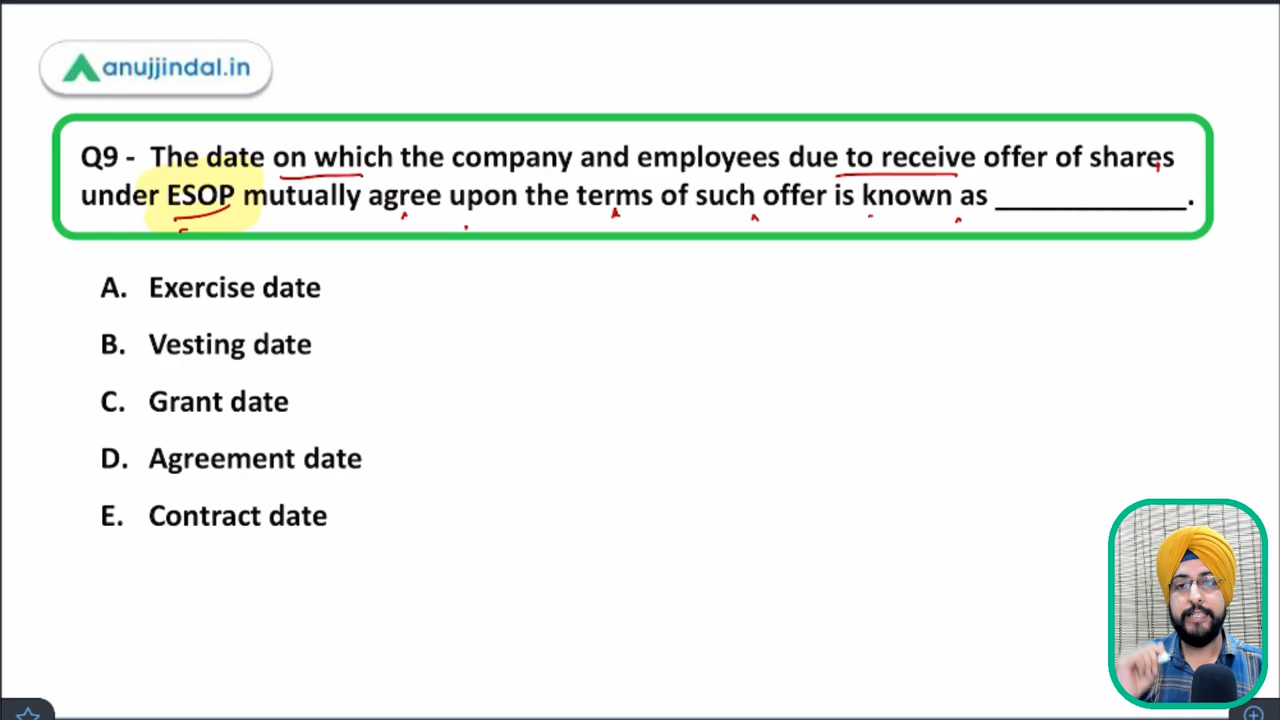 anujjindal.in
Q9 - The date on which the company and employees due to receive offer of shares
under ESOP mutually agree upon the terms of such offer is known as ____________.
A. Exercise date
B. Vesting date
C. Grant date
D. Agreement date
E. Contract date